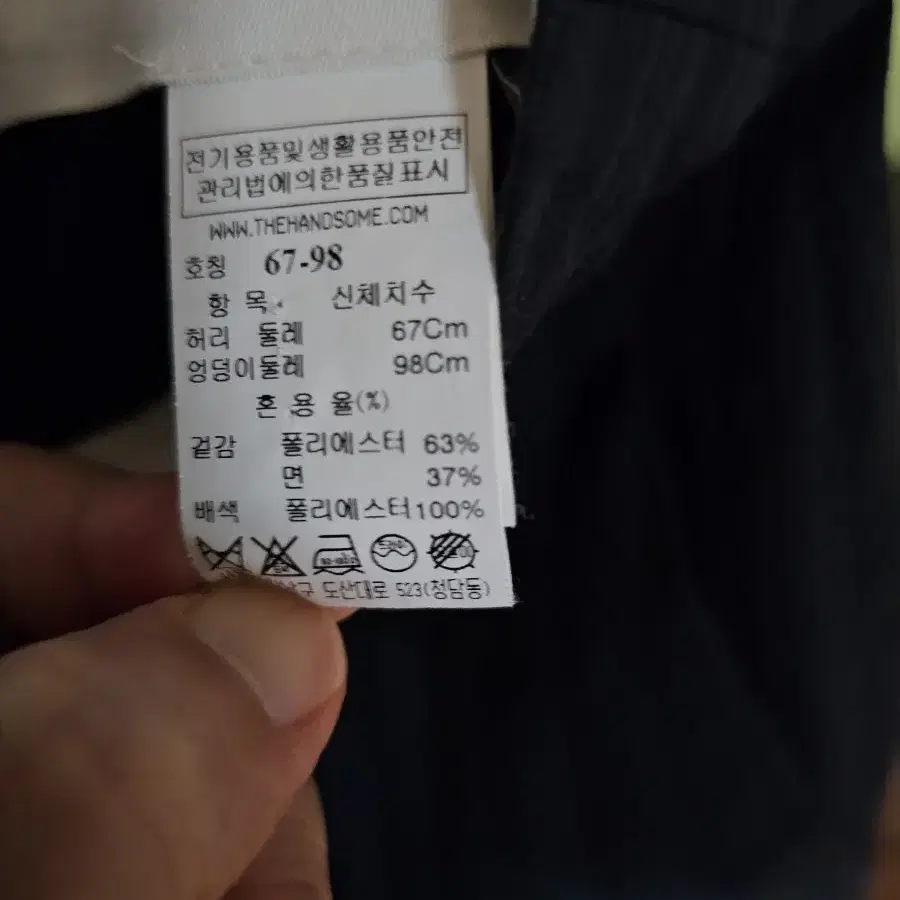 전기용품및생활용품안전
관리법에의한품질표시
WWW.THEHANDSOME.COM
호칭 67-98
항 목 신체치수
허리 둘레 67Cm
엉덩이둘레 98Cm
혼 용 율(%)
겉감 폴리에스터 63%
면 37%
배색 폴리에스터100%
도산대로 523(청담동)